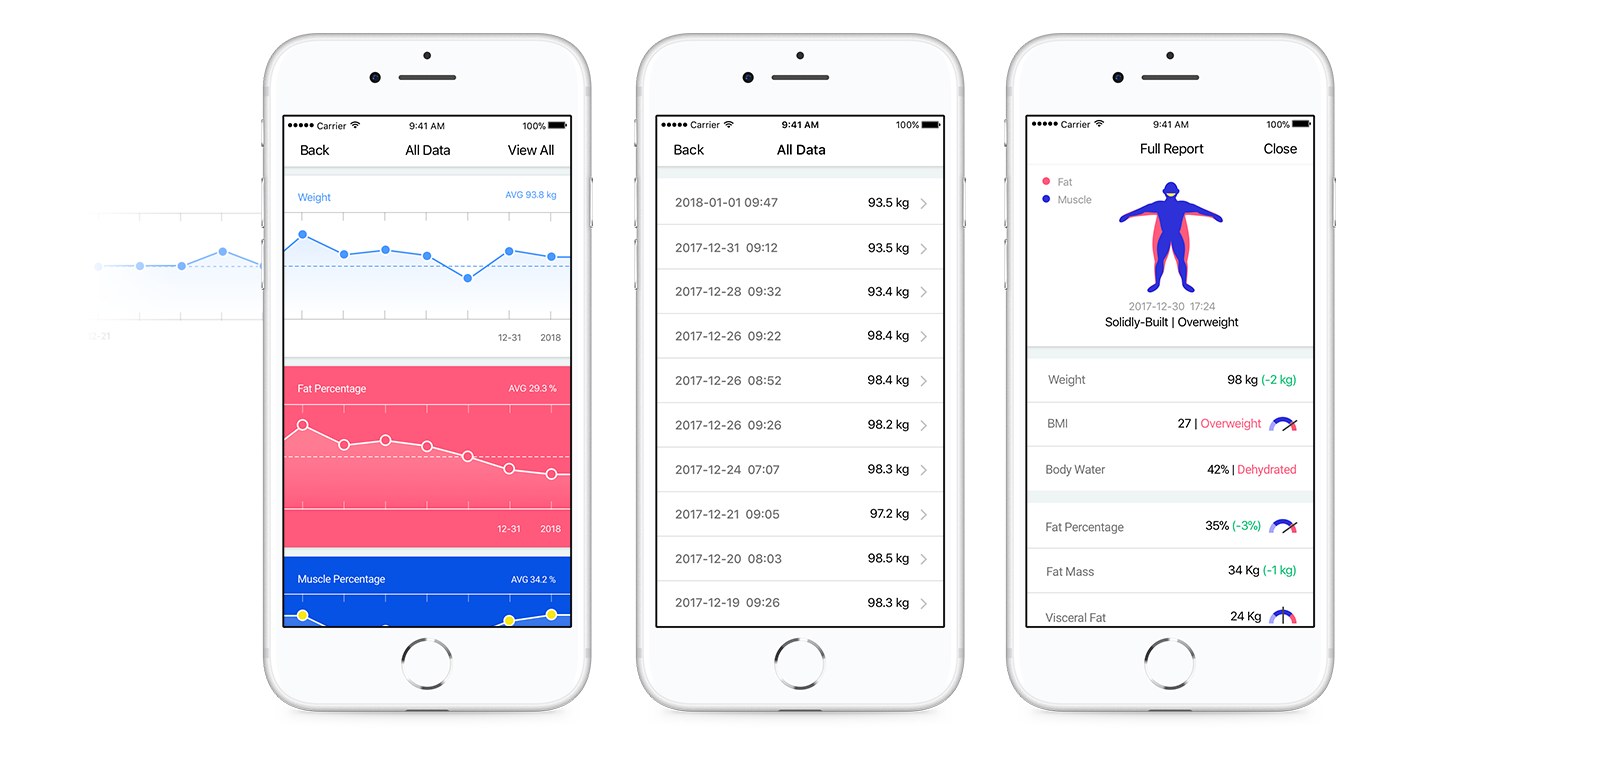 Carrier 9:41 AM 100%
Back All Data View All
Weight AVG 93.8 kg
12-31 2018
Fat Percentage AVG 29.3 %
12-31 2018
Muscle Percentage AVG 34.2 %
12-21
Carrier 9:41 AM 100%
Back All Data
2018-01-01 09:47 93.5 kg
2017-12-31 09:12 93.5 kg
2017-12-28 09:32 93.4 kg
2017-12-26 09:22 98.4 kg
2017-12-26 08:52 98.4 kg
2017-12-26 09:26 98.2 kg
2017-12-24 07:07 98.3 kg
2017-12-21 09:05 97.2 kg
2017-12-20 08:03 98.5 kg
2017-12-19 09:26 98.3 kg
Carrier 9:41 AM 100%
Full Report Close
Fat
Muscle
2017-12-30 17:24
Solidly-Built | Overweight
Weight 98 kg (-2 kg)
BMI 27 | Overweight
Body Water 42% | Dehydrated
Fat Percentage 35% (-3%)
Fat Mass 34 Kg (-1 kg)
Visceral Fat 24 Kg